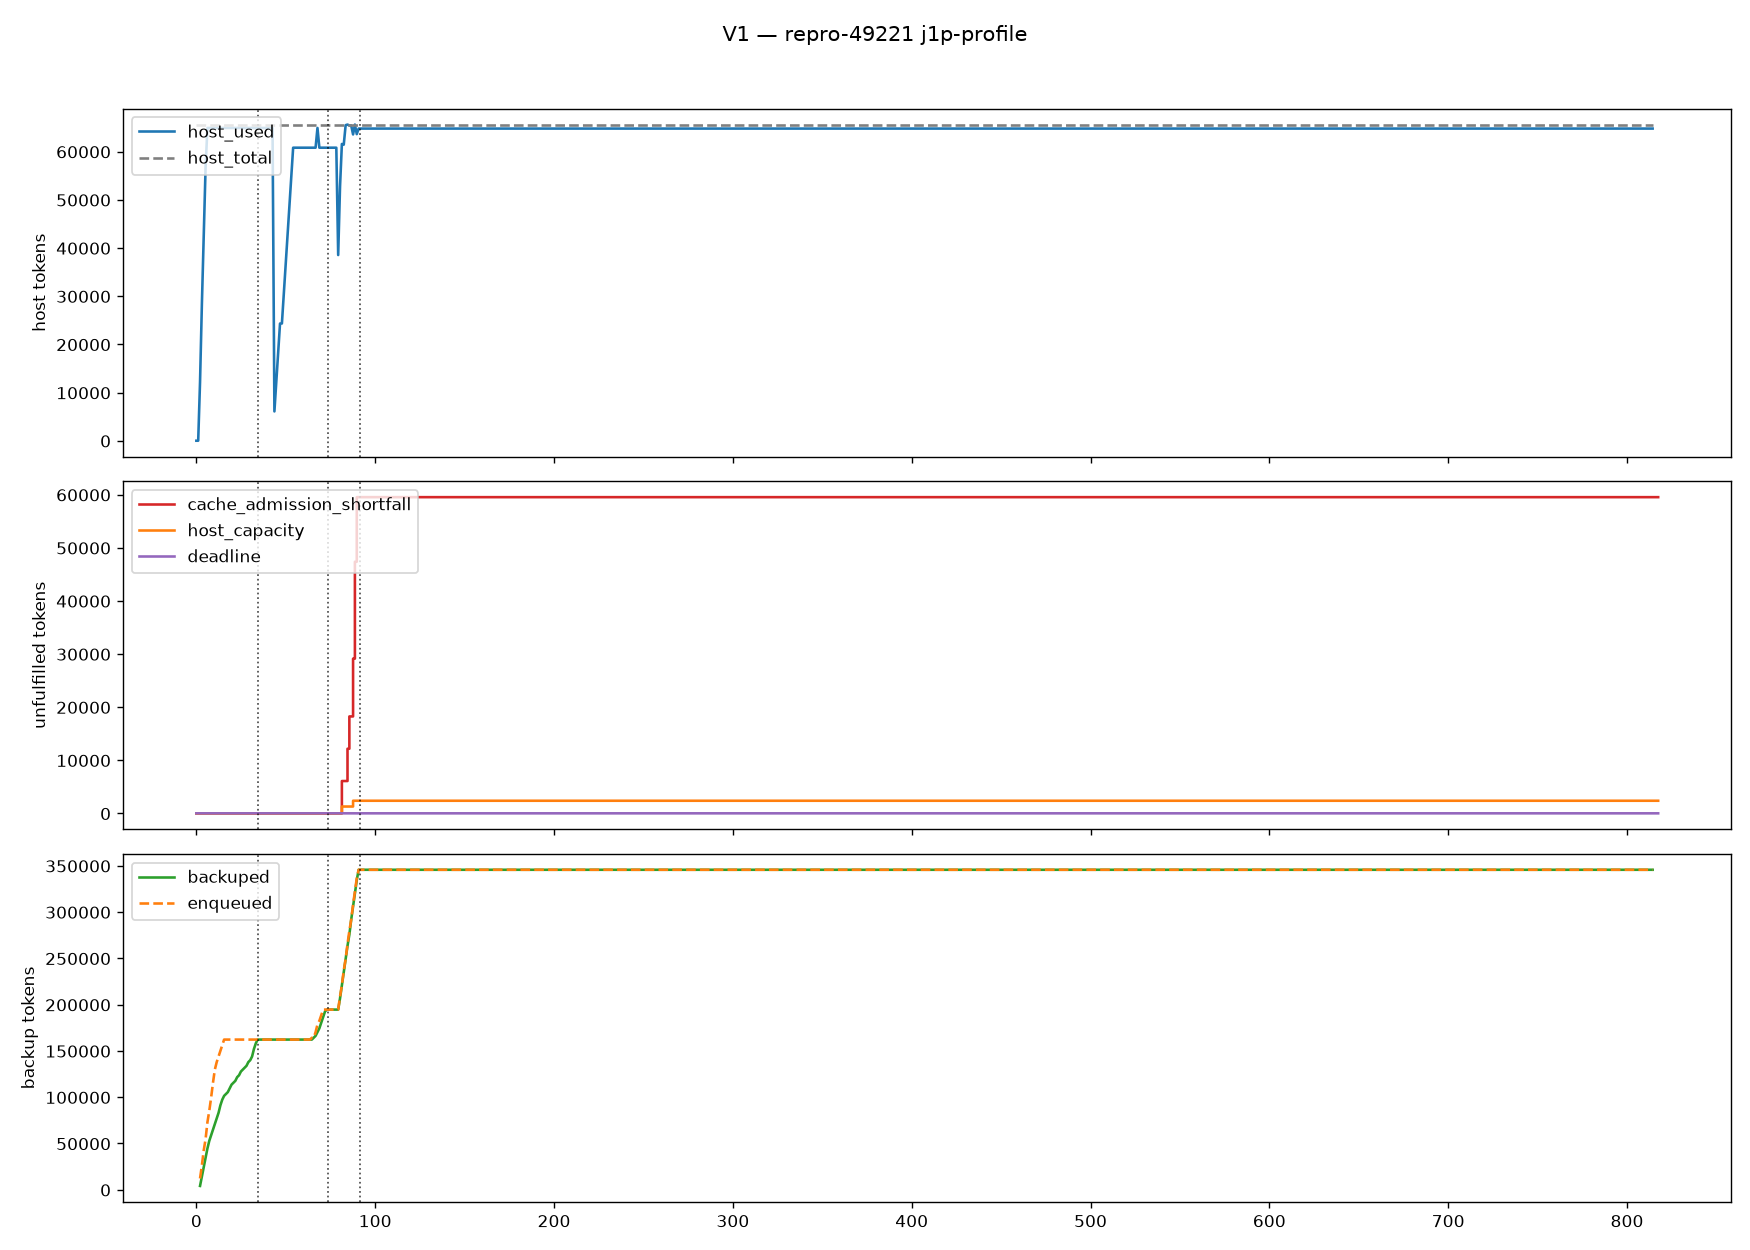 V1 — repro-49221 j1p-profile
host_used
host_total
60000
50000
40000
30000
20000
10000
0
host tokens
cache_admission_shortfall
host_capacity
deadline
60000
50000
40000
30000
20000
10000
0
unfulfilled tokens
backuped
enqueued
350000
300000
250000
200000
150000
100000
50000
0
backup tokens
0 100 200 300 400 500 600 700 800